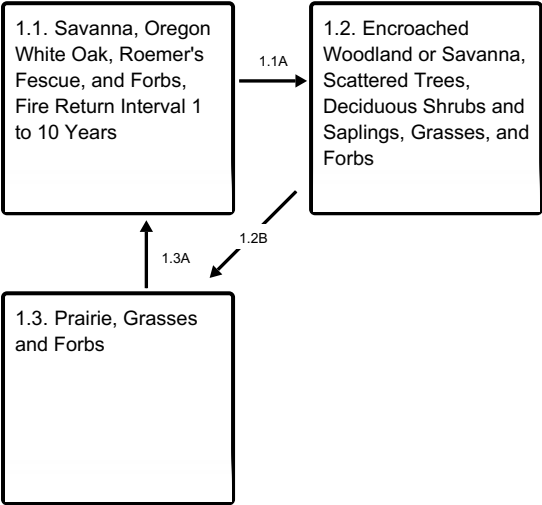 1.1. Savanna, Oregon
White Oak, Roemer's
Fescue, and Forbs,
Fire Return Interval 1
to 10 Years
1.1A
1.2. Encroached
Woodland or Savanna,
Scattered Trees,
Deciduous Shrubs and
Saplings, Grasses, and
Forbs
1.2B
1.3A
1.3. Prairie, Grasses
and Forbs